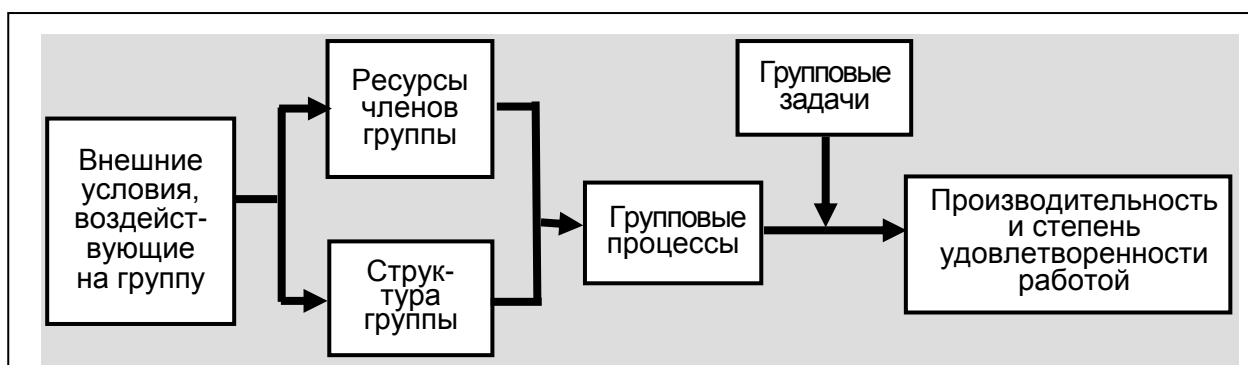 Внешние
условия,
воздейст-
вующие
на группу
Ресурсы
членов
группы
Струк-
тура
группы
Групповые
процессы
Групповые
задачи
Производительность
и степень
удовлетворенности
работой